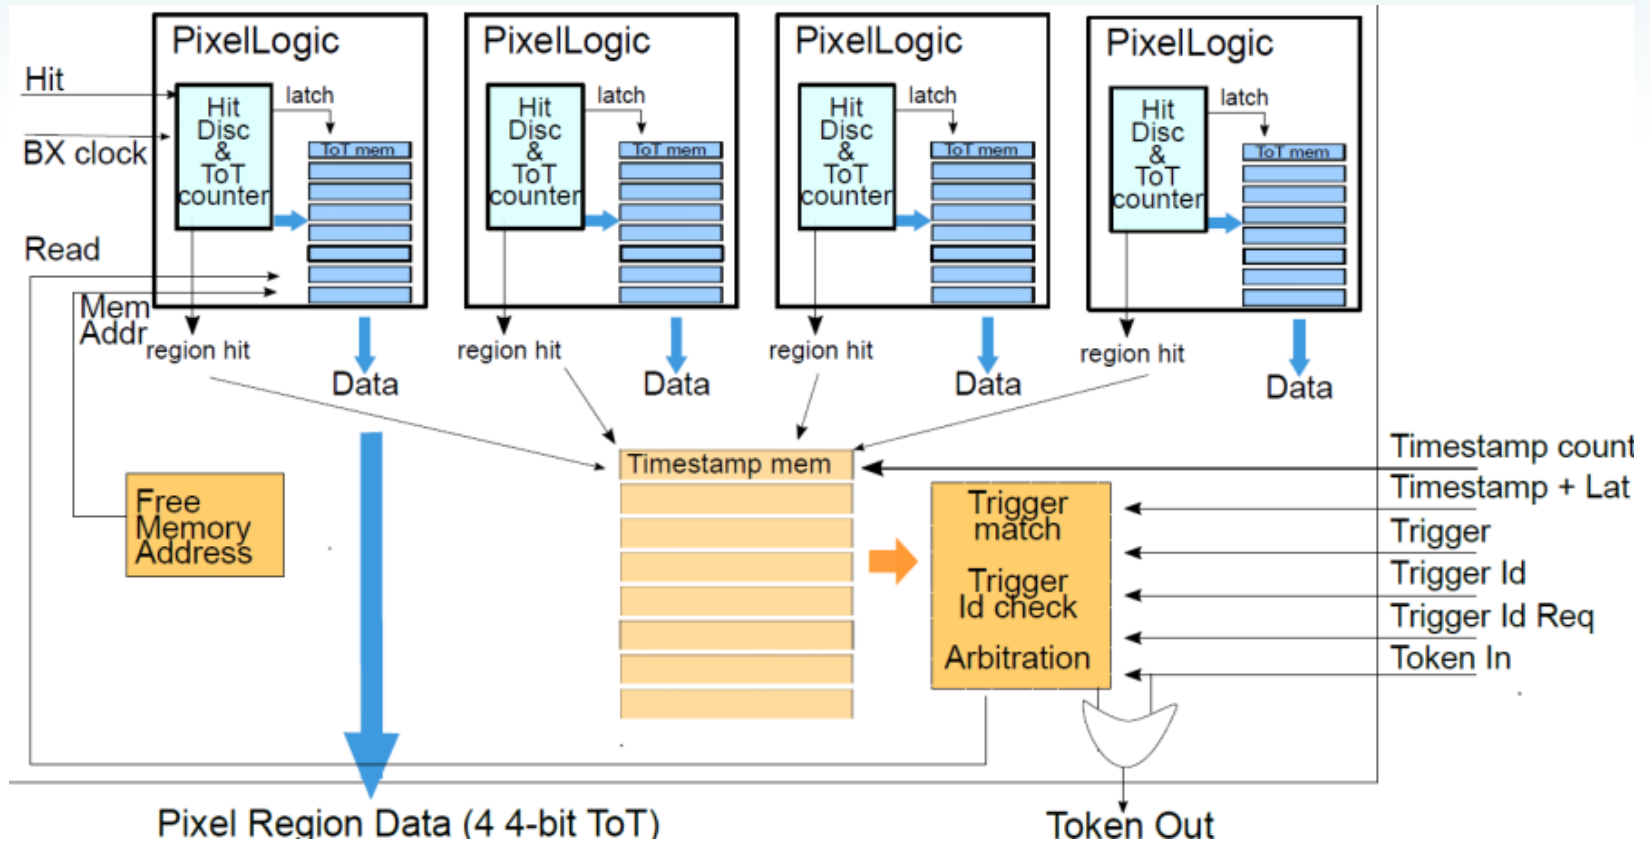 PixelLogic
PixelLogic
PixelLogic
PixelLogic
Hit
BX clock
Hit
Disc
&
ToT
counter
latch
ToT mem
Hit
Disc
&
ToT
counter
latch
ToT mem
Hit
Disc
&
ToT
counter
latch
ToT mem
Hit
Disc
&
ToT
counter
latch
ToT mem
Read
Mem
Addr
region hit
Data
region hit
Data
region hit
Data
region hit
Data
Free
Memory
Address
Timestamp mem
Trigger
match
Trigger
Id check
Arbitration
Timestamp count
Timestamp + Lat
Trigger
Trigger Id
Trigger Id Req
Token In
Pixel Region Data (4 4-bit ToT)
Token Out